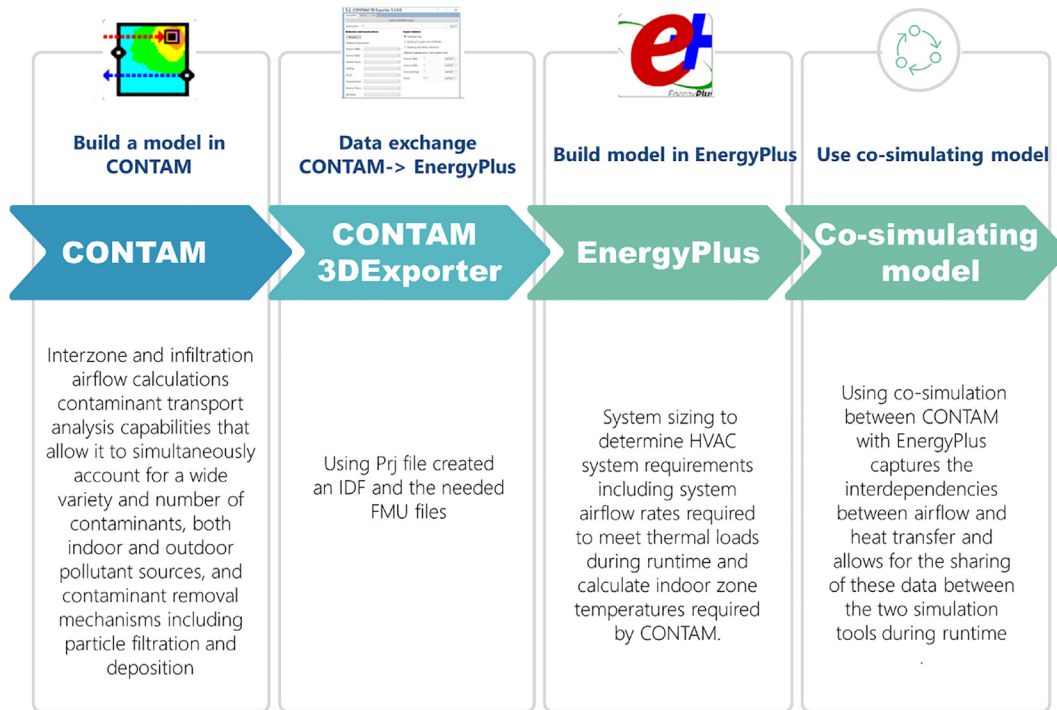 CONTAM 3D Exporter
EnergyPlus
Build a model in
CONTAM
Data exchange
CONTAM-> EnergyPlus
Build model in EnergyPlus
Use co-simulating model
CONTAM
CONTAM
3DExporter
EnergyPlus
Co-simulating
model
Interzone and infiltration
airflow calculations
contaminant transport
analysis capabilities that
allow it to simultaneously
account for a wide
variety and number of
contaminants, both
indoor and outdoor
pollutant sources, and
contaminant removal
mechanisms including
particle filtration and
deposition
Using Prj file created
an IDF and the needed
FMU files
System sizing to
determine HVAC
system requirements
including system
airflow rates required
to meet thermal loads
during runtime and
calculate indoor zone
temperatures required
by CONTAM.
Using co-simulation
between CONTAM
with EnergyPlus
captures the
interdependencies
between airflow and
heat transfer and
allows for the sharing
of these data between
the two simulation
tools during runtime
.